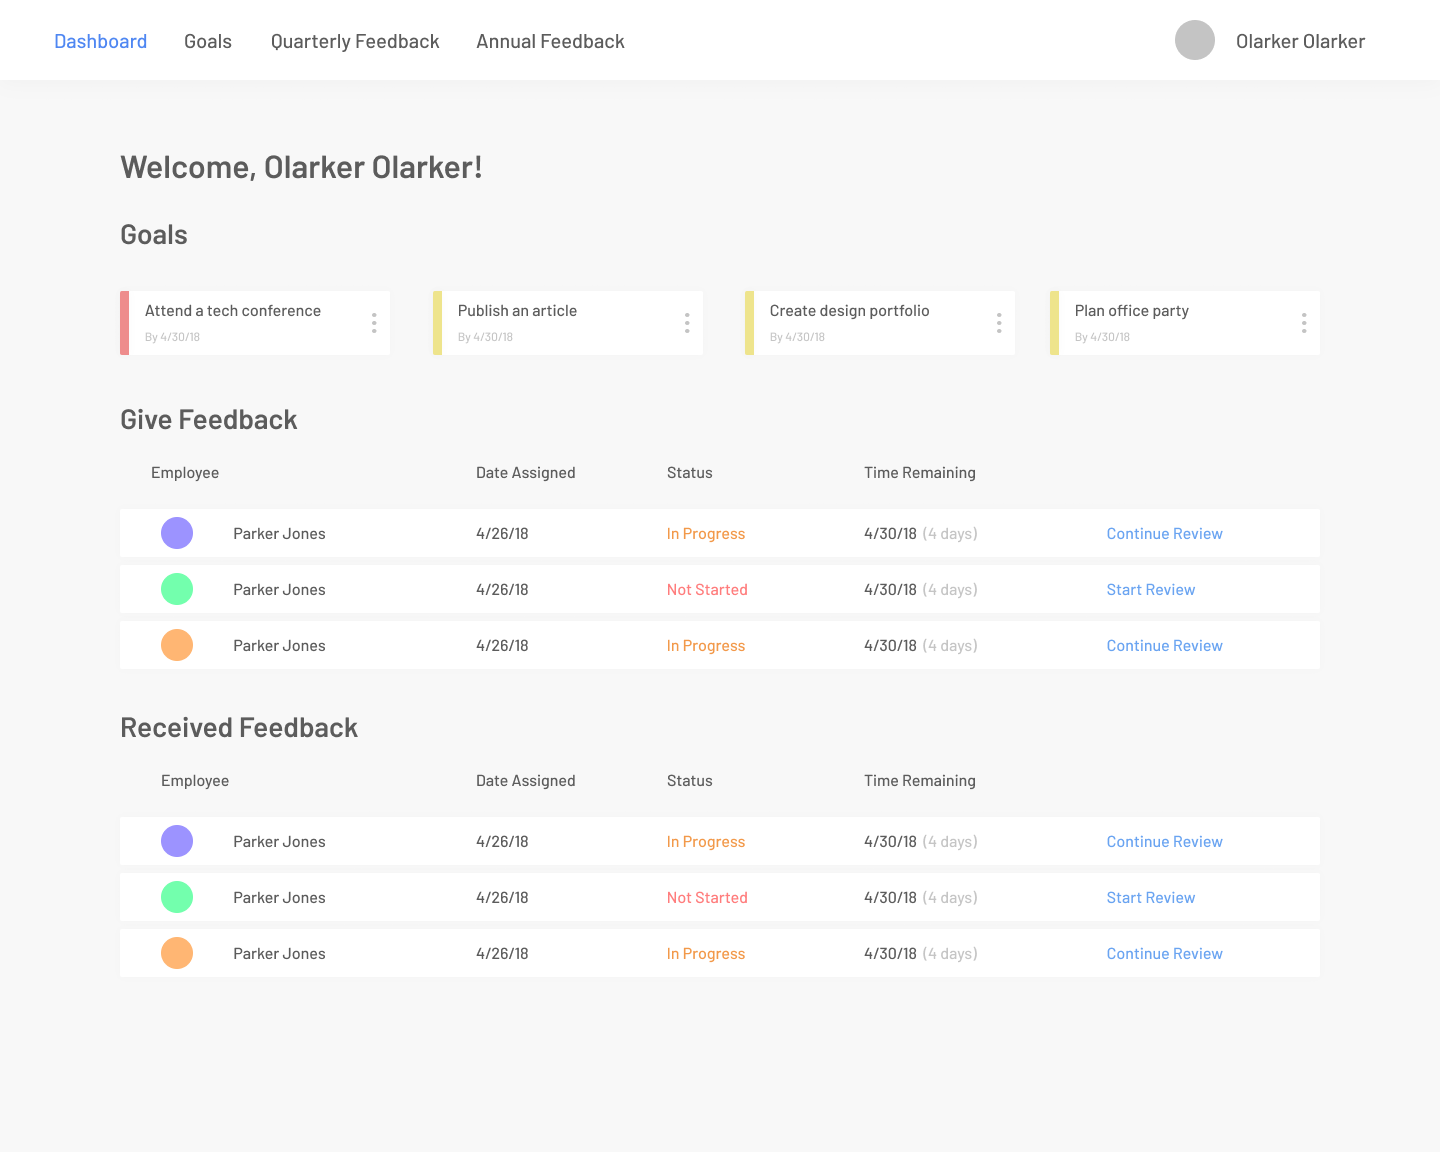 Dashboard Goals Quarterly Feedback Annual Feedback Olarker Olarker
Welcome, Olarker Olarker!
Goals
Attend a tech conference Publish an article Create design portfolio Plan office party
By 4/30/18 By 4/30/18 By 4/30/18 By 4/30/18
Give Feedback
Employee Date Assigned Status Time Remaining
Parker Jones 4/26/18 In Progress 4/30/18 (4 days) Continue Review
Parker Jones 4/26/18 Not Started 4/30/18 (4 days) Start Review
Parker Jones 4/26/18 In Progress 4/30/18 (4 days) Continue Review
Received Feedback
Employee Date Assigned Status Time Remaining
Parker Jones 4/26/18 In Progress 4/30/18 (4 days) Continue Review
Parker Jones 4/26/18 Not Started 4/30/18 (4 days) Start Review
Parker Jones 4/26/18 In Progress 4/30/18 (4 days) Continue Review